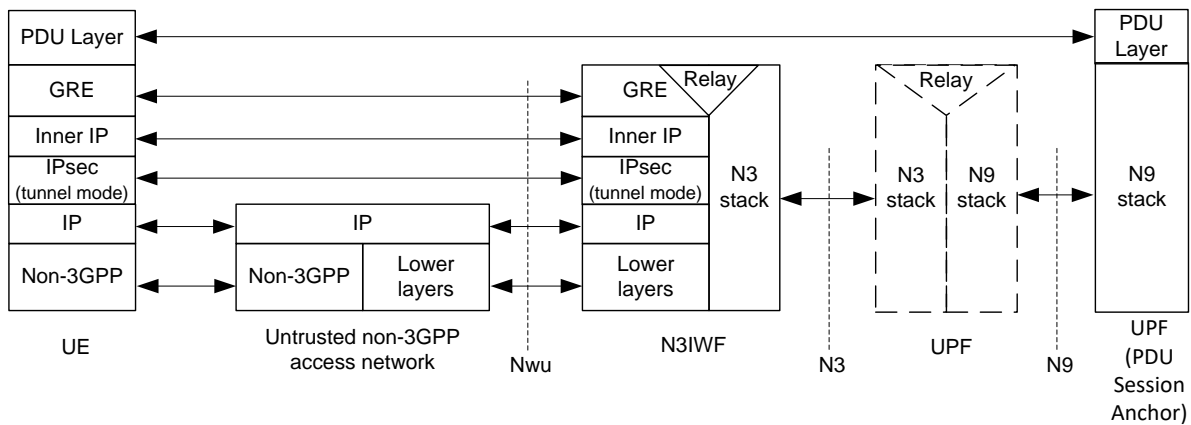 PDU Layer
GRE
Inner IP
IPsec
(tunnel mode)
IP
Non-3GPP
UE
IP
Non-3GPP
Lower
layers
Untrusted non-3GPP
access network
Nwu
GRE
Relay
Inner IP
IPsec
(tunnel mode)
IP
Lower
layers
N3
stack
N3IWF
N3
Relay
N3
stack
N9
stack
UPF
N9
PDU
Layer
N9
stack
UPF
(PDU
Session
Anchor)